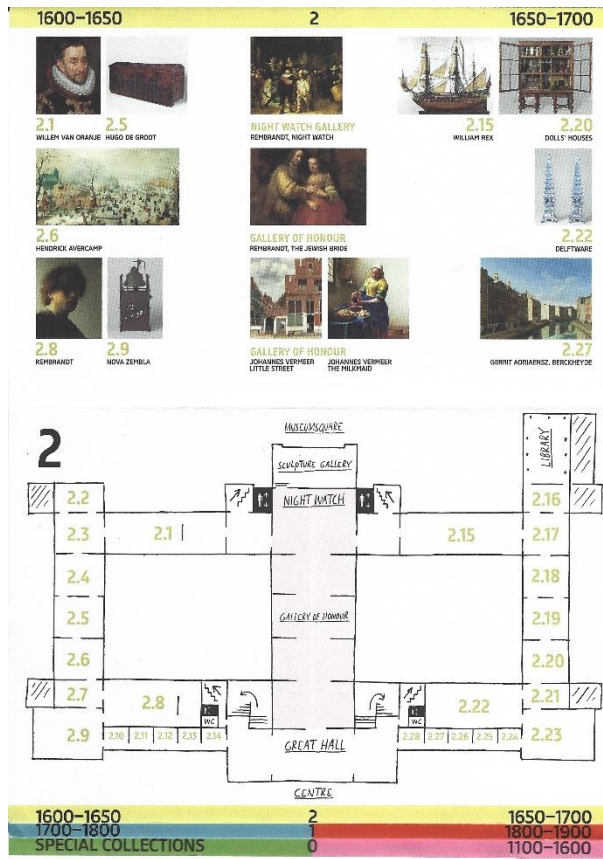 1600–1650 2 1650–1700
2.1 2.5
WILLEM VAN ORANJE HUGO DE GROOT
NIGHT WATCH GALLERY
REMBRANDT, NIGHT WATCH
2.15 2.20
WILLIAM REX DOLLS' HOUSES
2.6
HENDRICK AVERCAMP
GALLERY OF HONOUR
REMBRANDT, THE JEWISH BRIDE
2.22
DELFTWARE
2.8 2.9
REMBRANDT NOVA ZEMBLA
GALLERY OF HONOUR
JOHANNES VERMEER JOHANNES VERMEER
LITTLE STREET THE MILKMAID
2.27
GERRIT ADRIAENSZ. BERCKHEYDE
2
MUSEUMSQUARE
SCULPTURE GALLERY
LIBRARY
2.2 NIGHT WATCH 2.16
2.3 2.1 2.15 2.17
2.4 2.18
2.5 GALLERY OF HONOUR 2.19
2.6 2.20
2.7 2.8 2.22 2.21
WC WC
2.9 2.10 2.11 2.12 2.13 2.14 2.28 2.27 2.26 2.25 2.24 2.23
GREAT HALL
CENTRE
1600–1650 2 1650–1700
1700–1800 1 1800–1900
SPECIAL COLLECTIONS 0 1100–1600